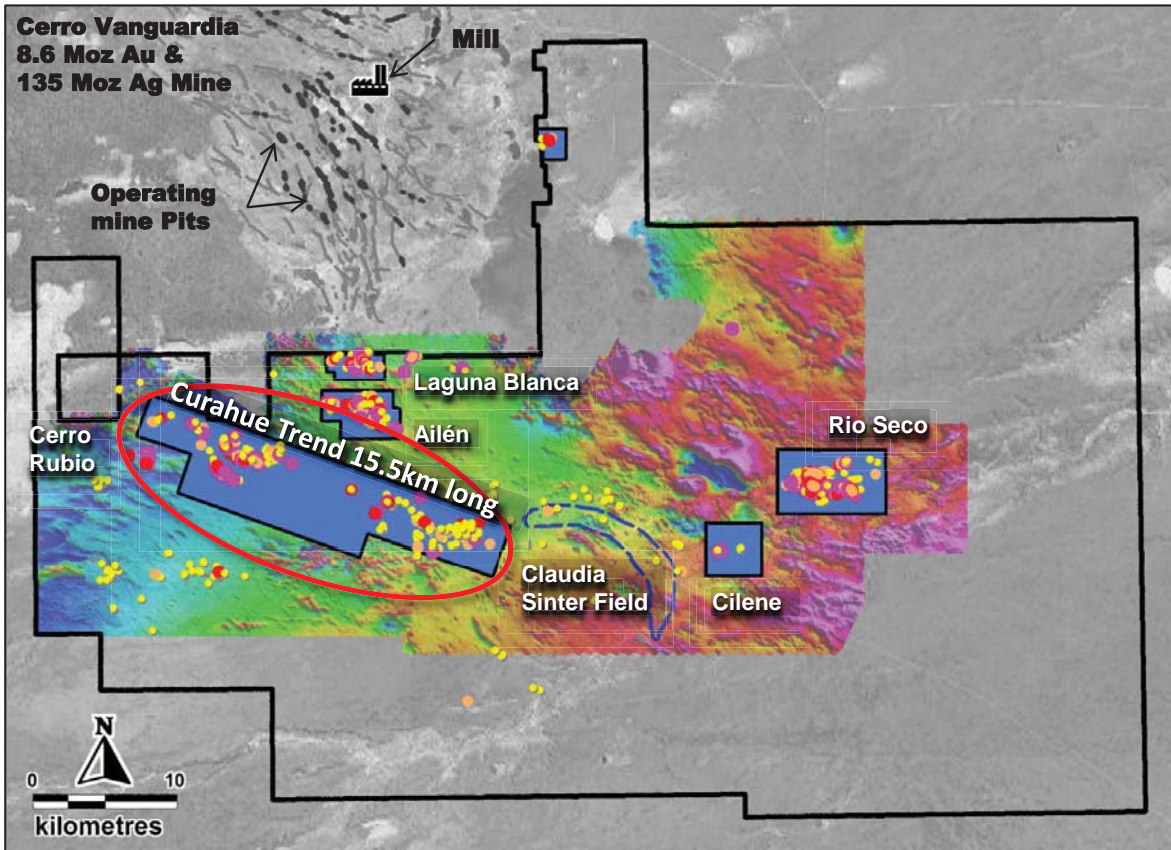 Cerro Vanguardia
8.6 Moz Au &
135 Moz Ag Mine
Mill
Operating
mine Pits
Laguna Blanca
Curahue Trend 15.5km long
Ailén
Cerro
Rubio
Rio Seco
Claudia
Sinter Field
Cilene
N
0 10
kilometres